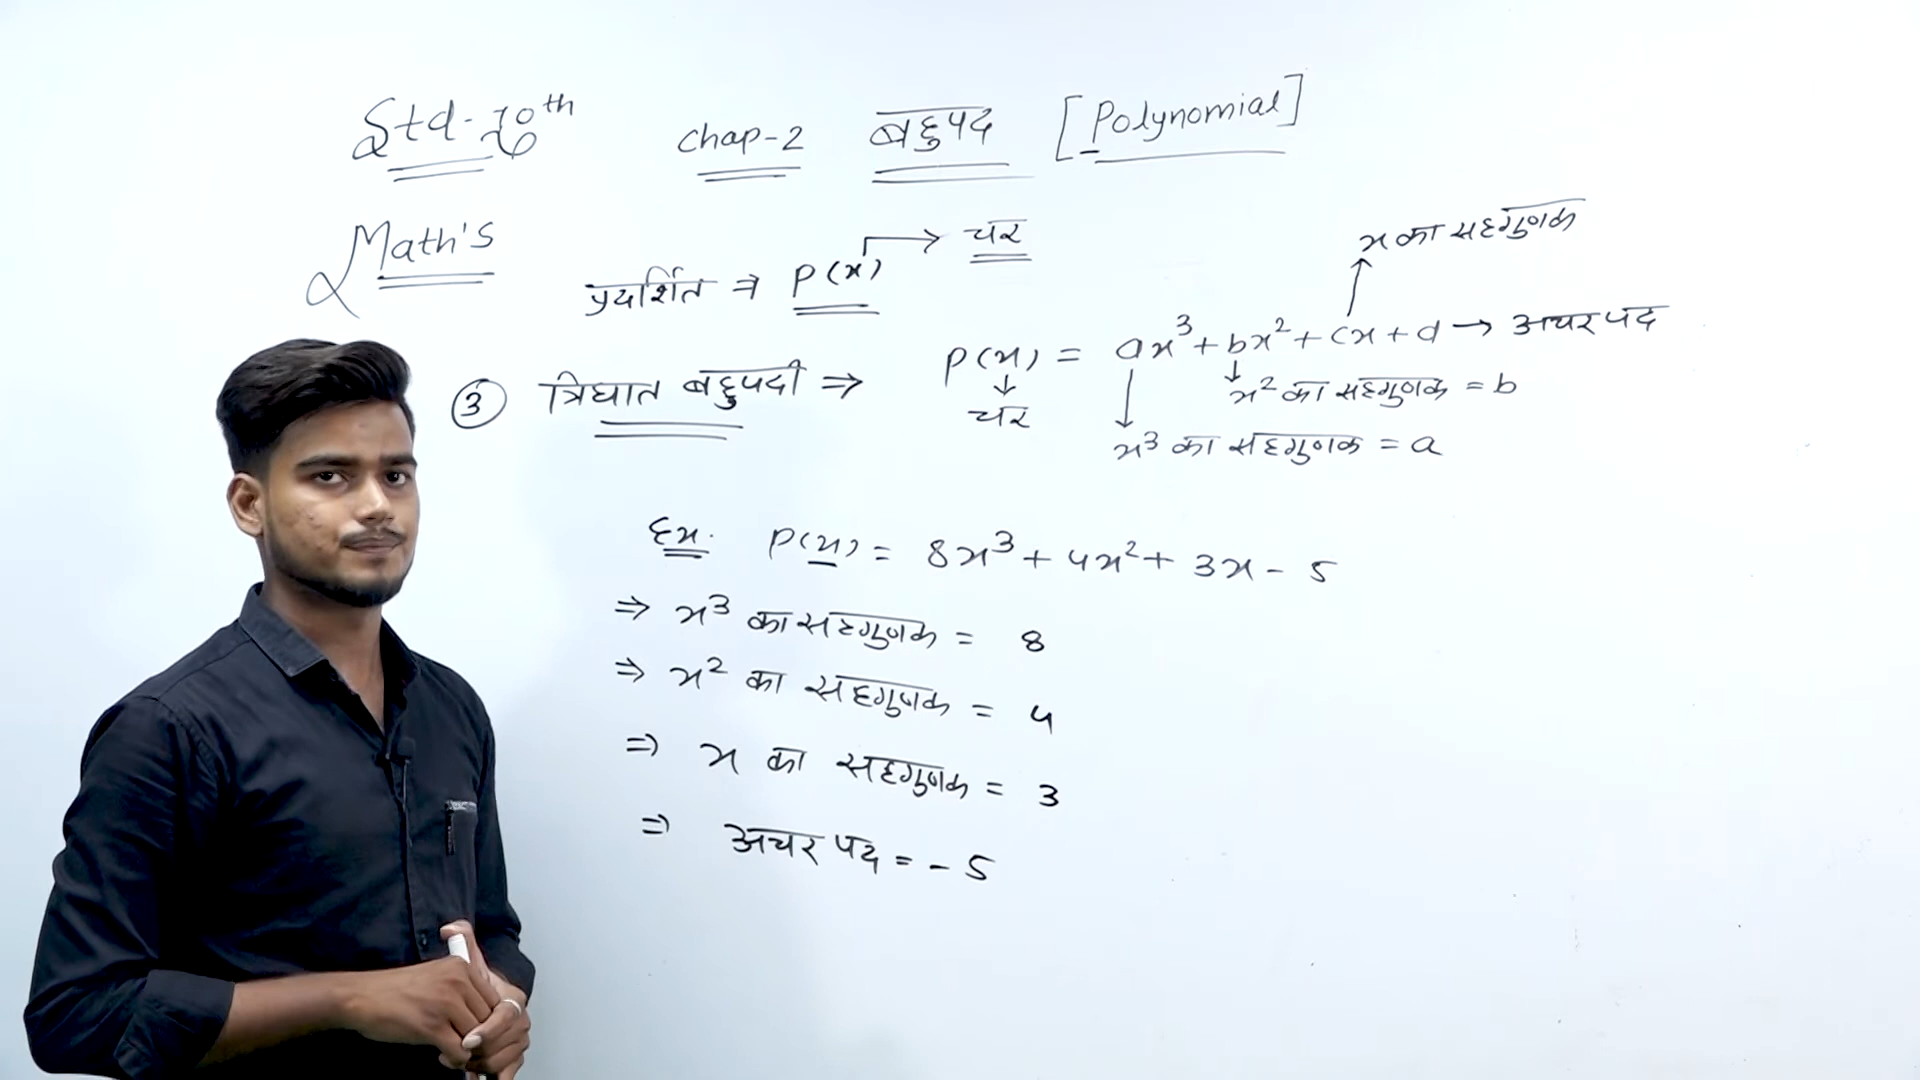 Std-10th Chap-2 बहुपद [Polynomial]
Math's
प्रदर्शित ⇒ P(x) → चर
x का सहगुणक
③ त्रिघात बहुपदी ⇒ P(x) = ax³ + bx² + cx + d → अचर पद
↓ चर
↓ x² का सहगुणक = b
↓ x³ का सहगुणक = a
Ex. P(x) = 8x³ + 4x² + 3x - 5
⇒ x³ का सहगुणक = 8
⇒ x² का सहगुणक = 4
⇒ x का सहगुणक = 3
⇒ अचर पद = - 5